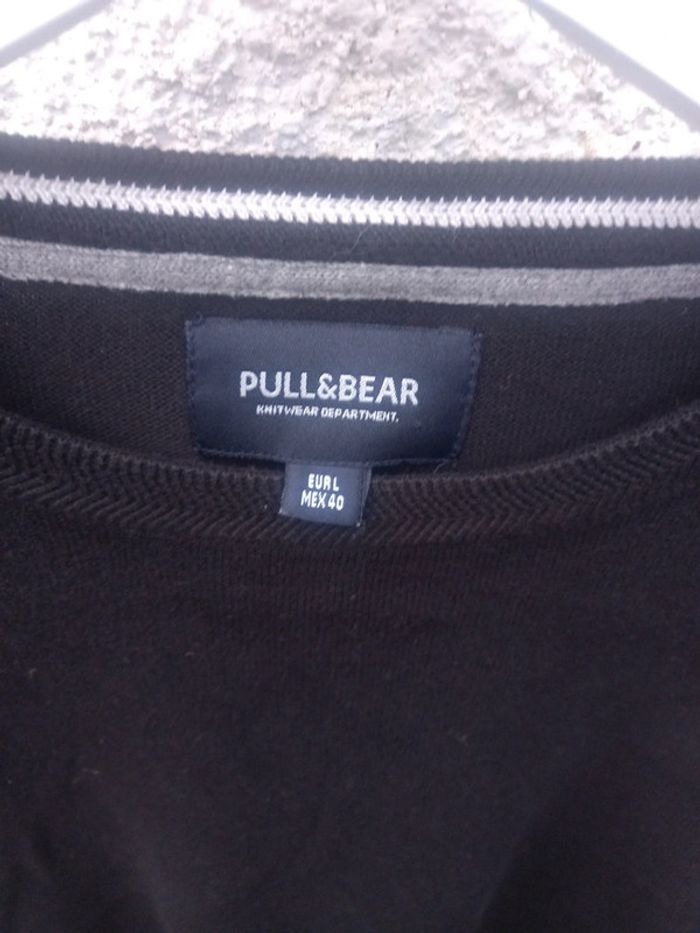 PULL&BEAR
KNITWEAR DEPARTMENT.
EUR L
MEX 40